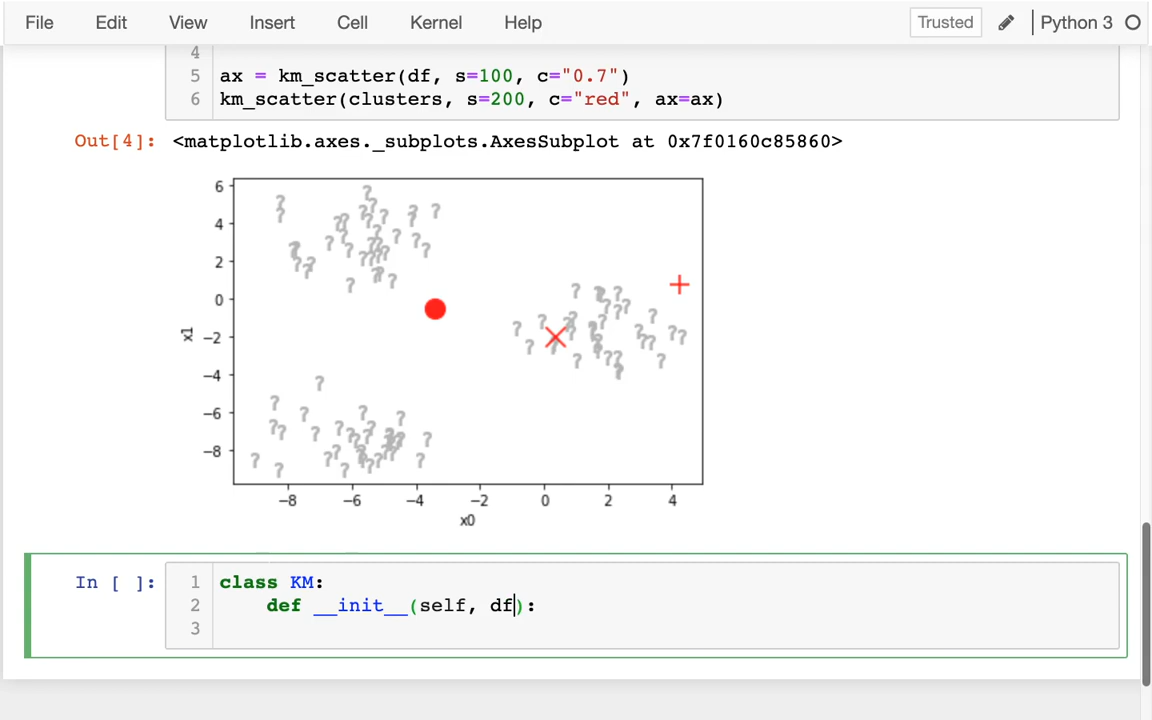 File Edit View Insert Cell Kernel Help Trusted Python 3
4
5 ax = km_scatter(df, s=100, c="0.7")
6 km_scatter(clusters, s=200, c="red", ax=ax)
Out[4]: <matplotlib.axes._subplots.AxesSubplot at 0x7f0160c85860>
6
4
2
0
−2
−4
−6
−8
x1
−8 −6 −4 −2 0 2 4
x0
In [ ]: 1 class KM:
2 def __init__(self, df):
3